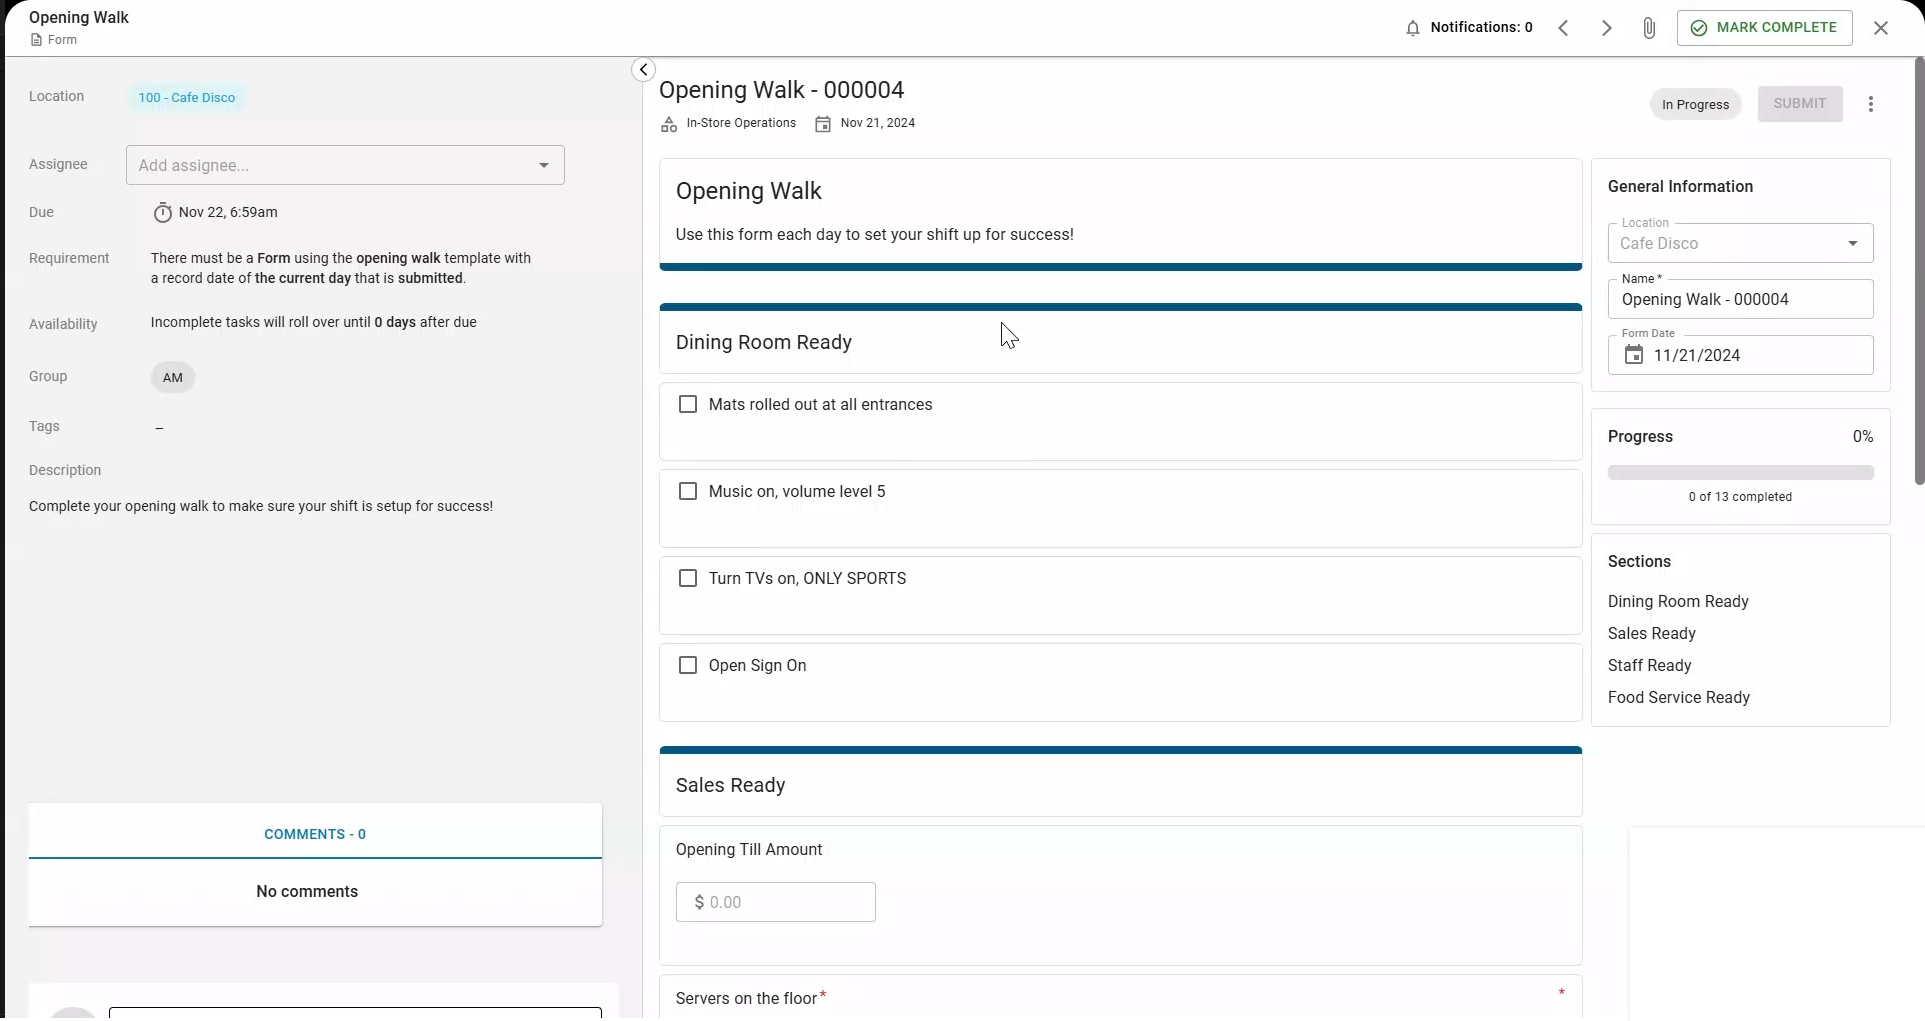 Opening Walk
Form
Notifications: 0
MARK COMPLETE
Location
100 - Cafe Disco
Assignee
Add assignee...
Due
Nov 22, 6:59am
Requirement
There must be a Form using the opening walk template with
a record date of the current day that is submitted.
Availability
Incomplete tasks will roll over until 0 days after due
Group
AM
Tags
–
Description
Complete your opening walk to make sure your shift is setup for success!
COMMENTS - 0
No comments
Opening Walk - 000004
In-Store Operations
Nov 21, 2024
In Progress
SUBMIT
Opening Walk
Use this form each day to set your shift up for success!
Dining Room Ready
Mats rolled out at all entrances
Music on, volume level 5
Turn TVs on, ONLY SPORTS
Open Sign On
Sales Ready
Opening Till Amount
$ 0.00
Servers on the floor*
*
General Information
Location
Cafe Disco
Name *
Opening Walk - 000004
Form Date
11/21/2024
Progress
0%
0 of 13 completed
Sections
Dining Room Ready
Sales Ready
Staff Ready
Food Service Ready